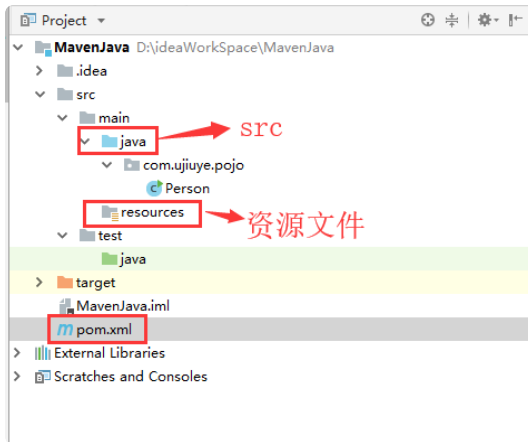 Project
MavenJava D:\ideaWorkSpace\MavenJava
.idea
src
main
java
src
com.ujiuye.pojo
Person
resources
资源文件
test
java
target
MavenJava.iml
pom.xml
External Libraries
Scratches and Consoles